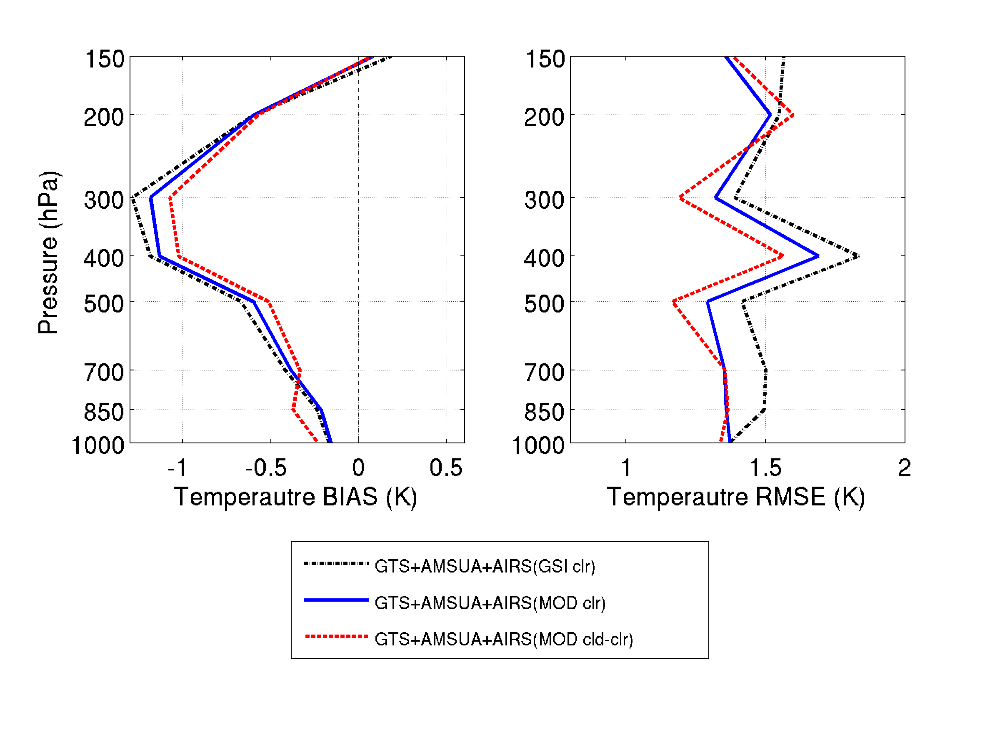 Pressure (hPa)
150
200
300
400
500
700
850
1000
-1 -0.5 0 0.5
Temperautre BIAS (K)
150
200
300
400
500
700
850
1000
1 1.5 2
Temperautre RMSE (K)
GTS+AMSUA+AIRS(GSI clr)
GTS+AMSUA+AIRS(MOD clr)
GTS+AMSUA+AIRS(MOD cld-clr)